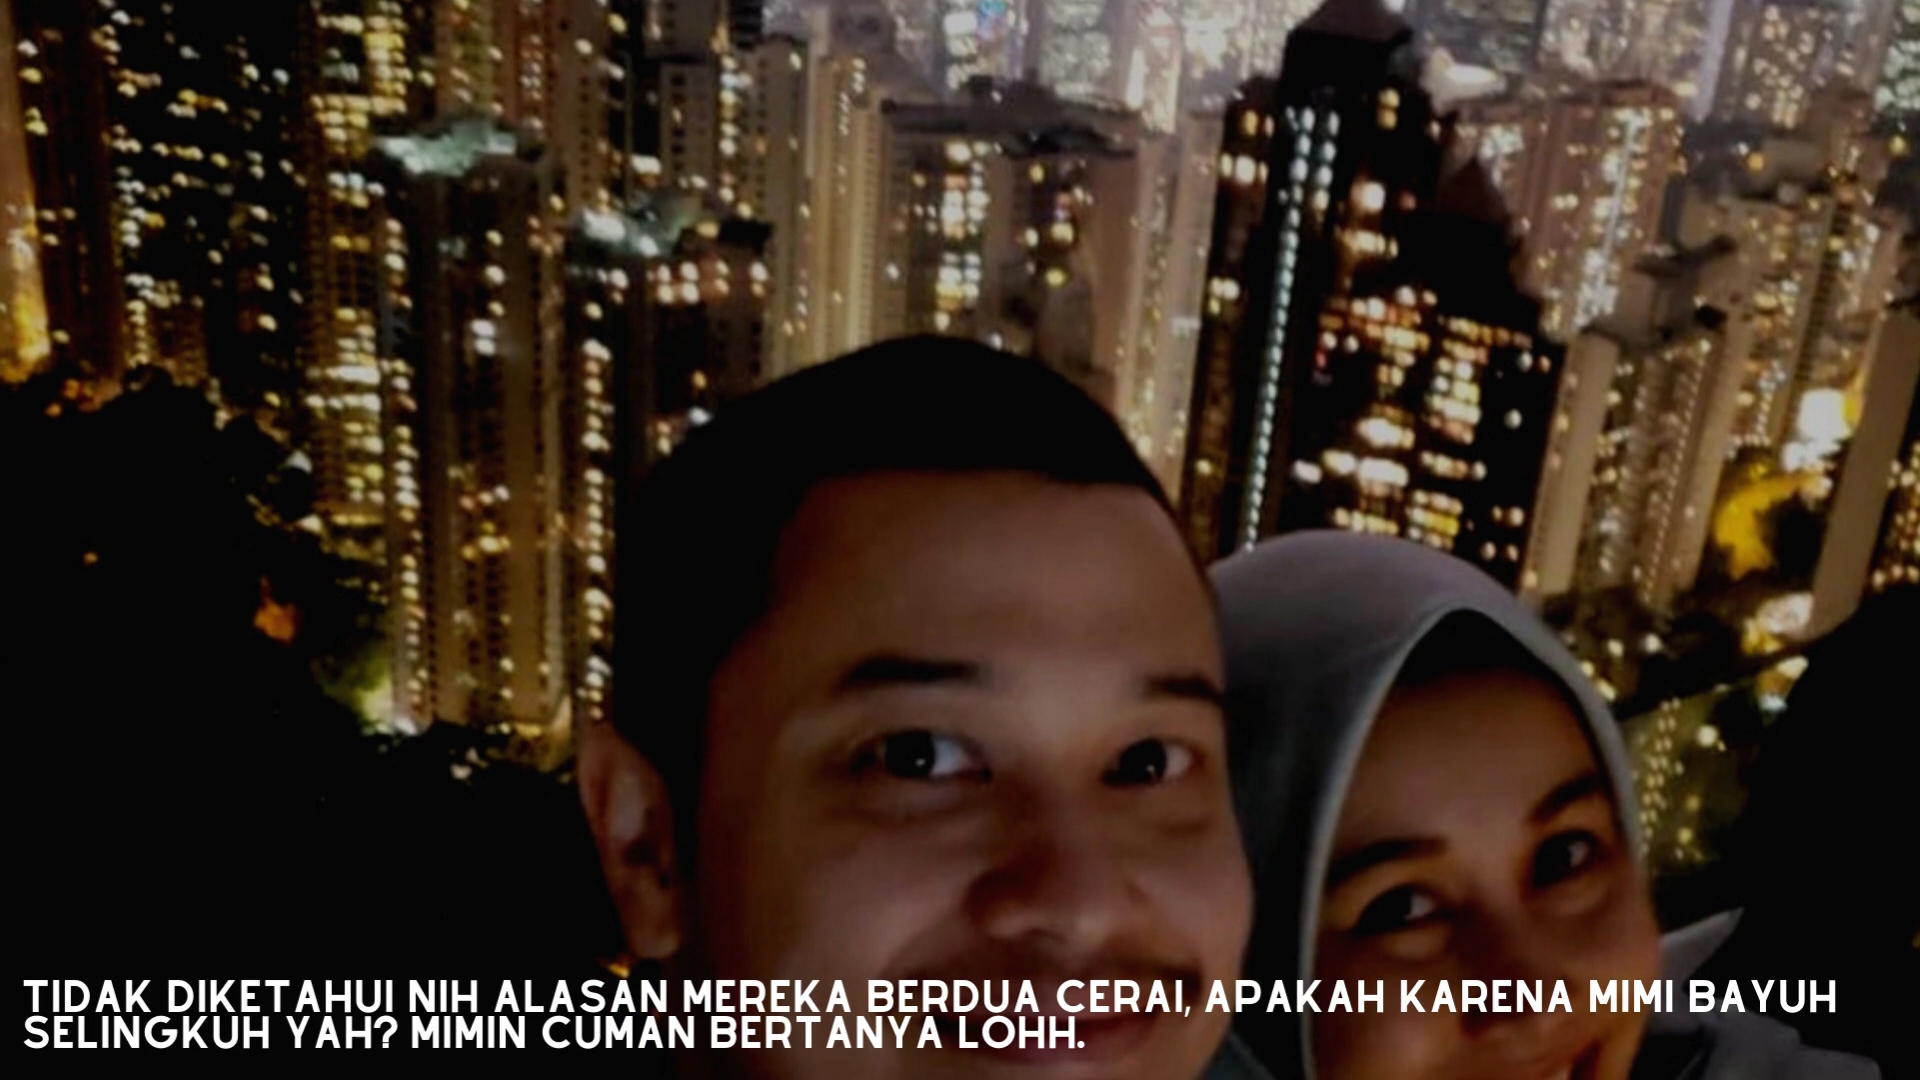 TIDAK DIKETAHUI NIH ALASAN MEREKA BERDUA CERAI, APAKAH KARENA MIMI BAYUH
SELINGKUH YAH? MIMIN CUMAN BERTANYA LOHH.